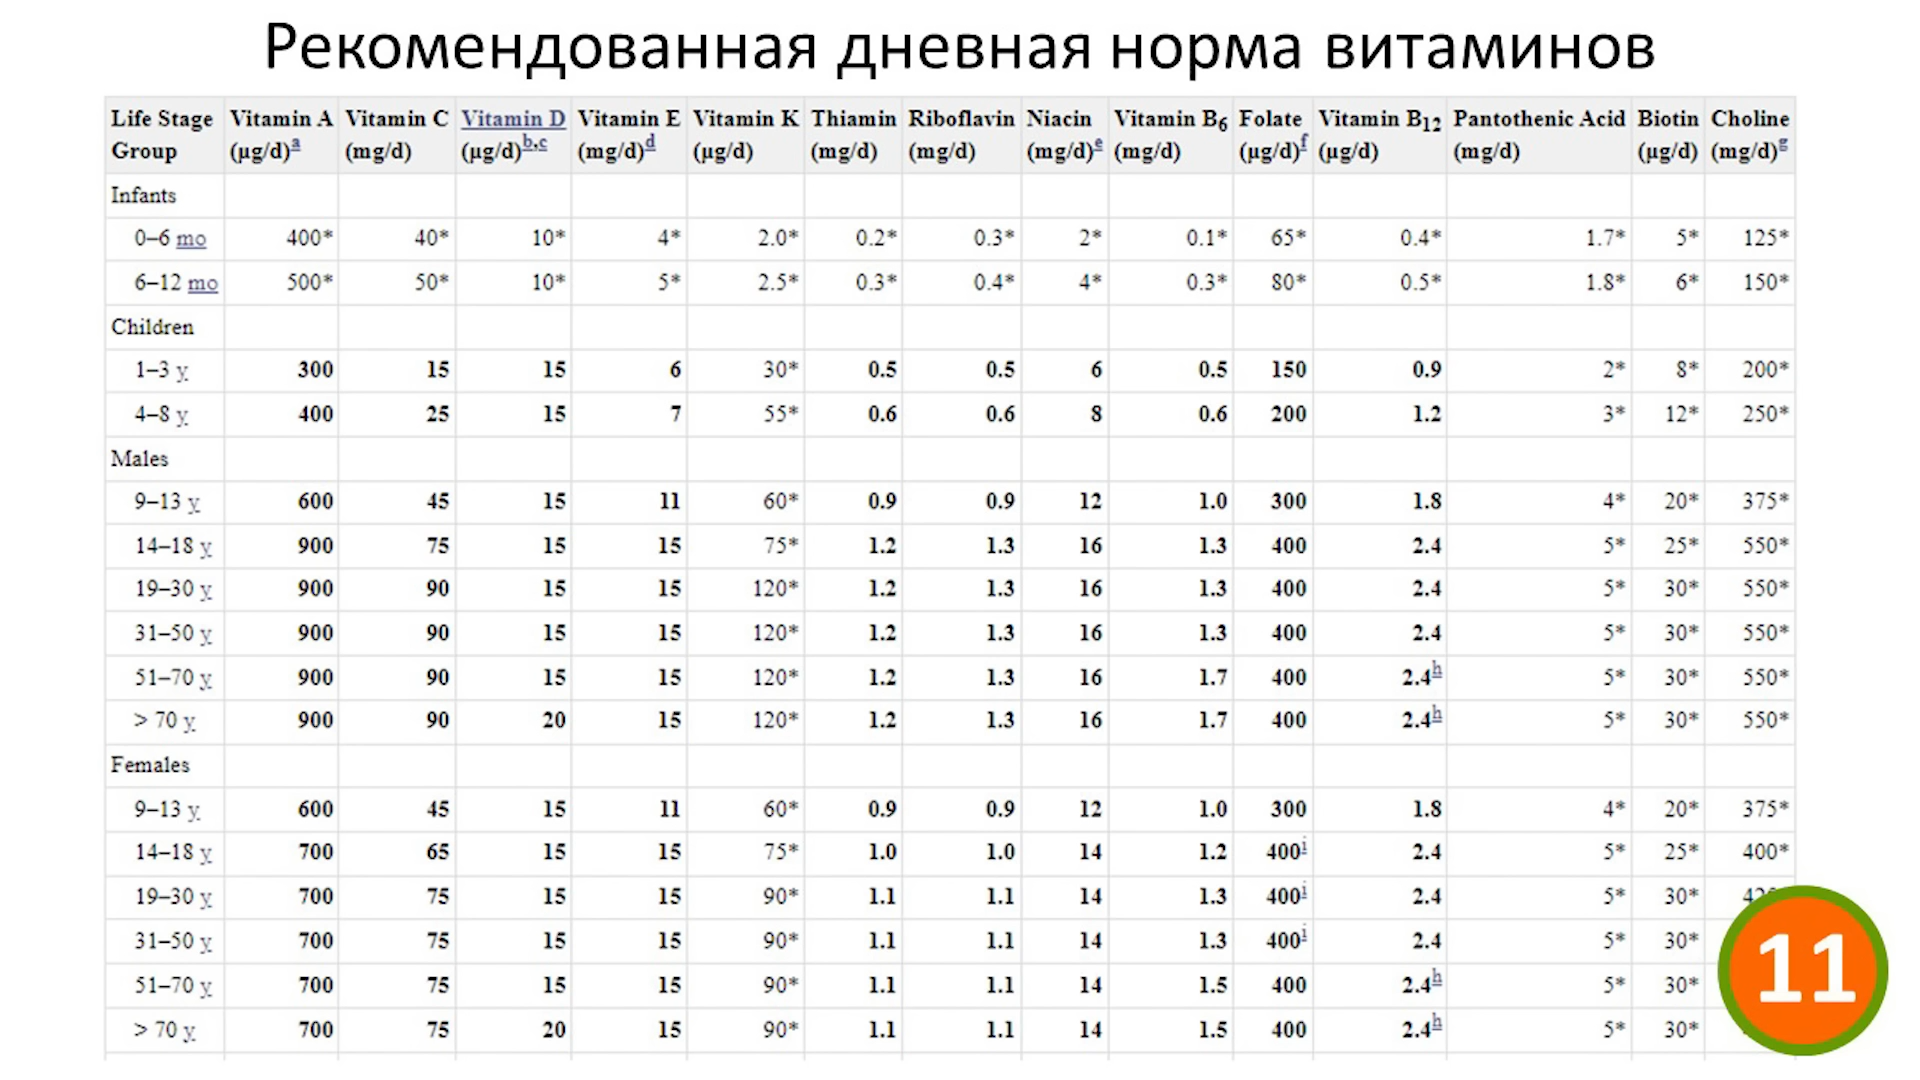 Рекомендованная дневная норма витаминов
Life Stage Group Vitamin A (µg/d)a Vitamin C (mg/d) Vitamin D (µg/d)b,c Vitamin E (mg/d)d Vitamin K (µg/d) Thiamin (mg/d) Riboflavin (mg/d) Niacin (mg/d)e Vitamin B6 (mg/d) Folate (µg/d)f Vitamin B12 (µg/d) Pantothenic Acid (mg/d) Biotin (µg/d) Choline (mg/d)g
Infants
0–6 mo 400* 40* 10* 4* 2.0* 0.2* 0.3* 2* 0.1* 65* 0.4* 1.7* 5* 125*
6–12 mo 500* 50* 10* 5* 2.5* 0.3* 0.4* 4* 0.3* 80* 0.5* 1.8* 6* 150*
Children
1–3 y 300 15 15 6 30* 0.5 0.5 6 0.5 150 0.9 2* 8* 200*
4–8 y 400 25 15 7 55* 0.6 0.6 8 0.6 200 1.2 3* 12* 250*
Males
9–13 y 600 45 15 11 60* 0.9 0.9 12 1.0 300 1.8 4* 20* 375*
14–18 y 900 75 15 15 75* 1.2 1.3 16 1.3 400 2.4 5* 25* 550*
19–30 y 900 90 15 15 120* 1.2 1.3 16 1.3 400 2.4 5* 30* 550*
31–50 y 900 90 15 15 120* 1.2 1.3 16 1.3 400 2.4 5* 30* 550*
51–70 y 900 90 15 15 120* 1.2 1.3 16 1.7 400 2.4h 5* 30* 550*
> 70 y 900 90 20 15 120* 1.2 1.3 16 1.7 400 2.4h 5* 30* 550*
Females
9–13 y 600 45 15 11 60* 0.9 0.9 12 1.0 300 1.8 4* 20* 375*
14–18 y 700 65 15 15 75* 1.0 1.0 14 1.2 400i 2.4 5* 25* 400*
19–30 y 700 75 15 15 90* 1.1 1.1 14 1.3 400i 2.4 5* 30*
31–50 y 700 75 15 15 90* 1.1 1.1 14 1.3 400i 2.4 5* 30*
51–70 y 700 75 15 15 90* 1.1 1.1 14 1.5 400 2.4h 5* 30*
> 70 y 700 75 20 15 90* 1.1 1.1 14 1.5 400 2.4h 5* 30*
11